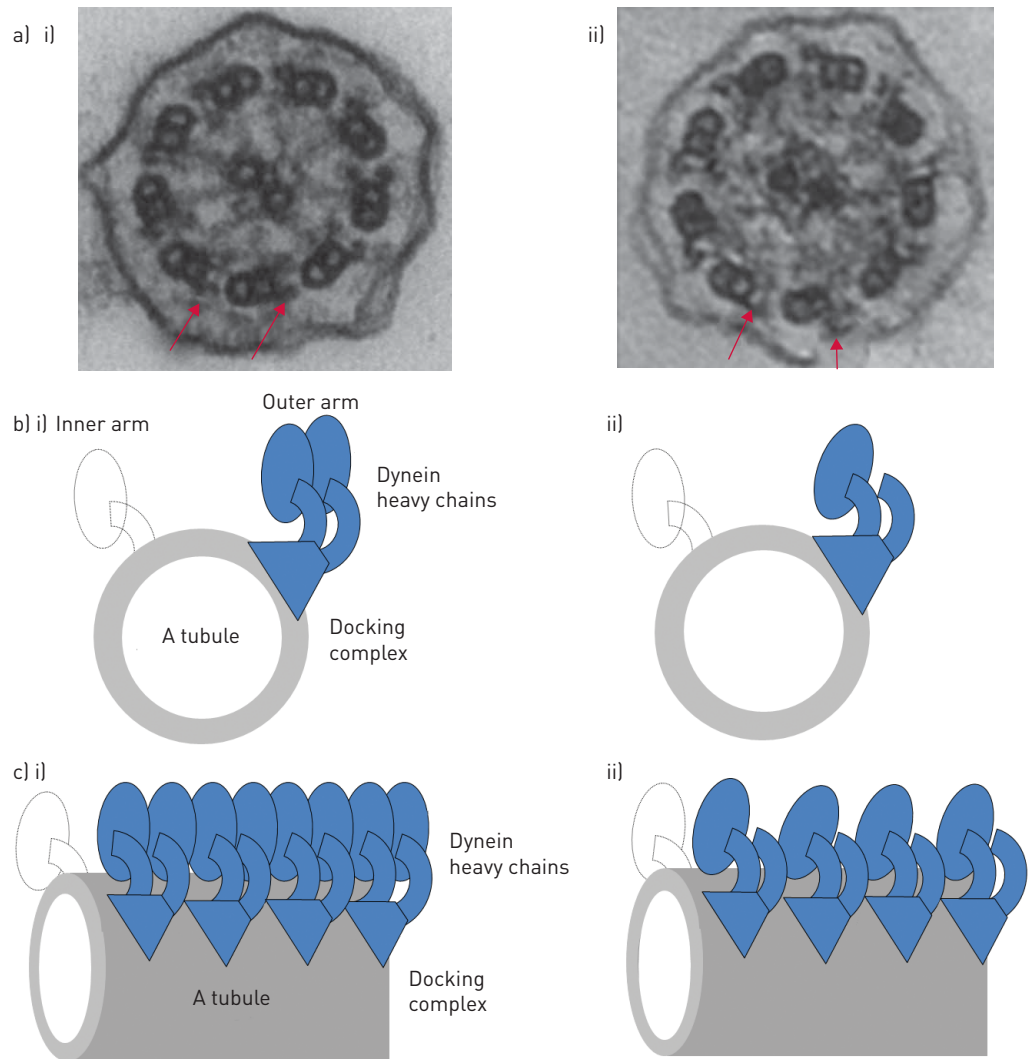 a) i)
ii)
b) i) Inner arm
Outer arm
Dynein
heavy chains
A tubule
Docking
complex
ii)
c) i)
Dynein
heavy chains
A tubule
Docking
complex
ii)